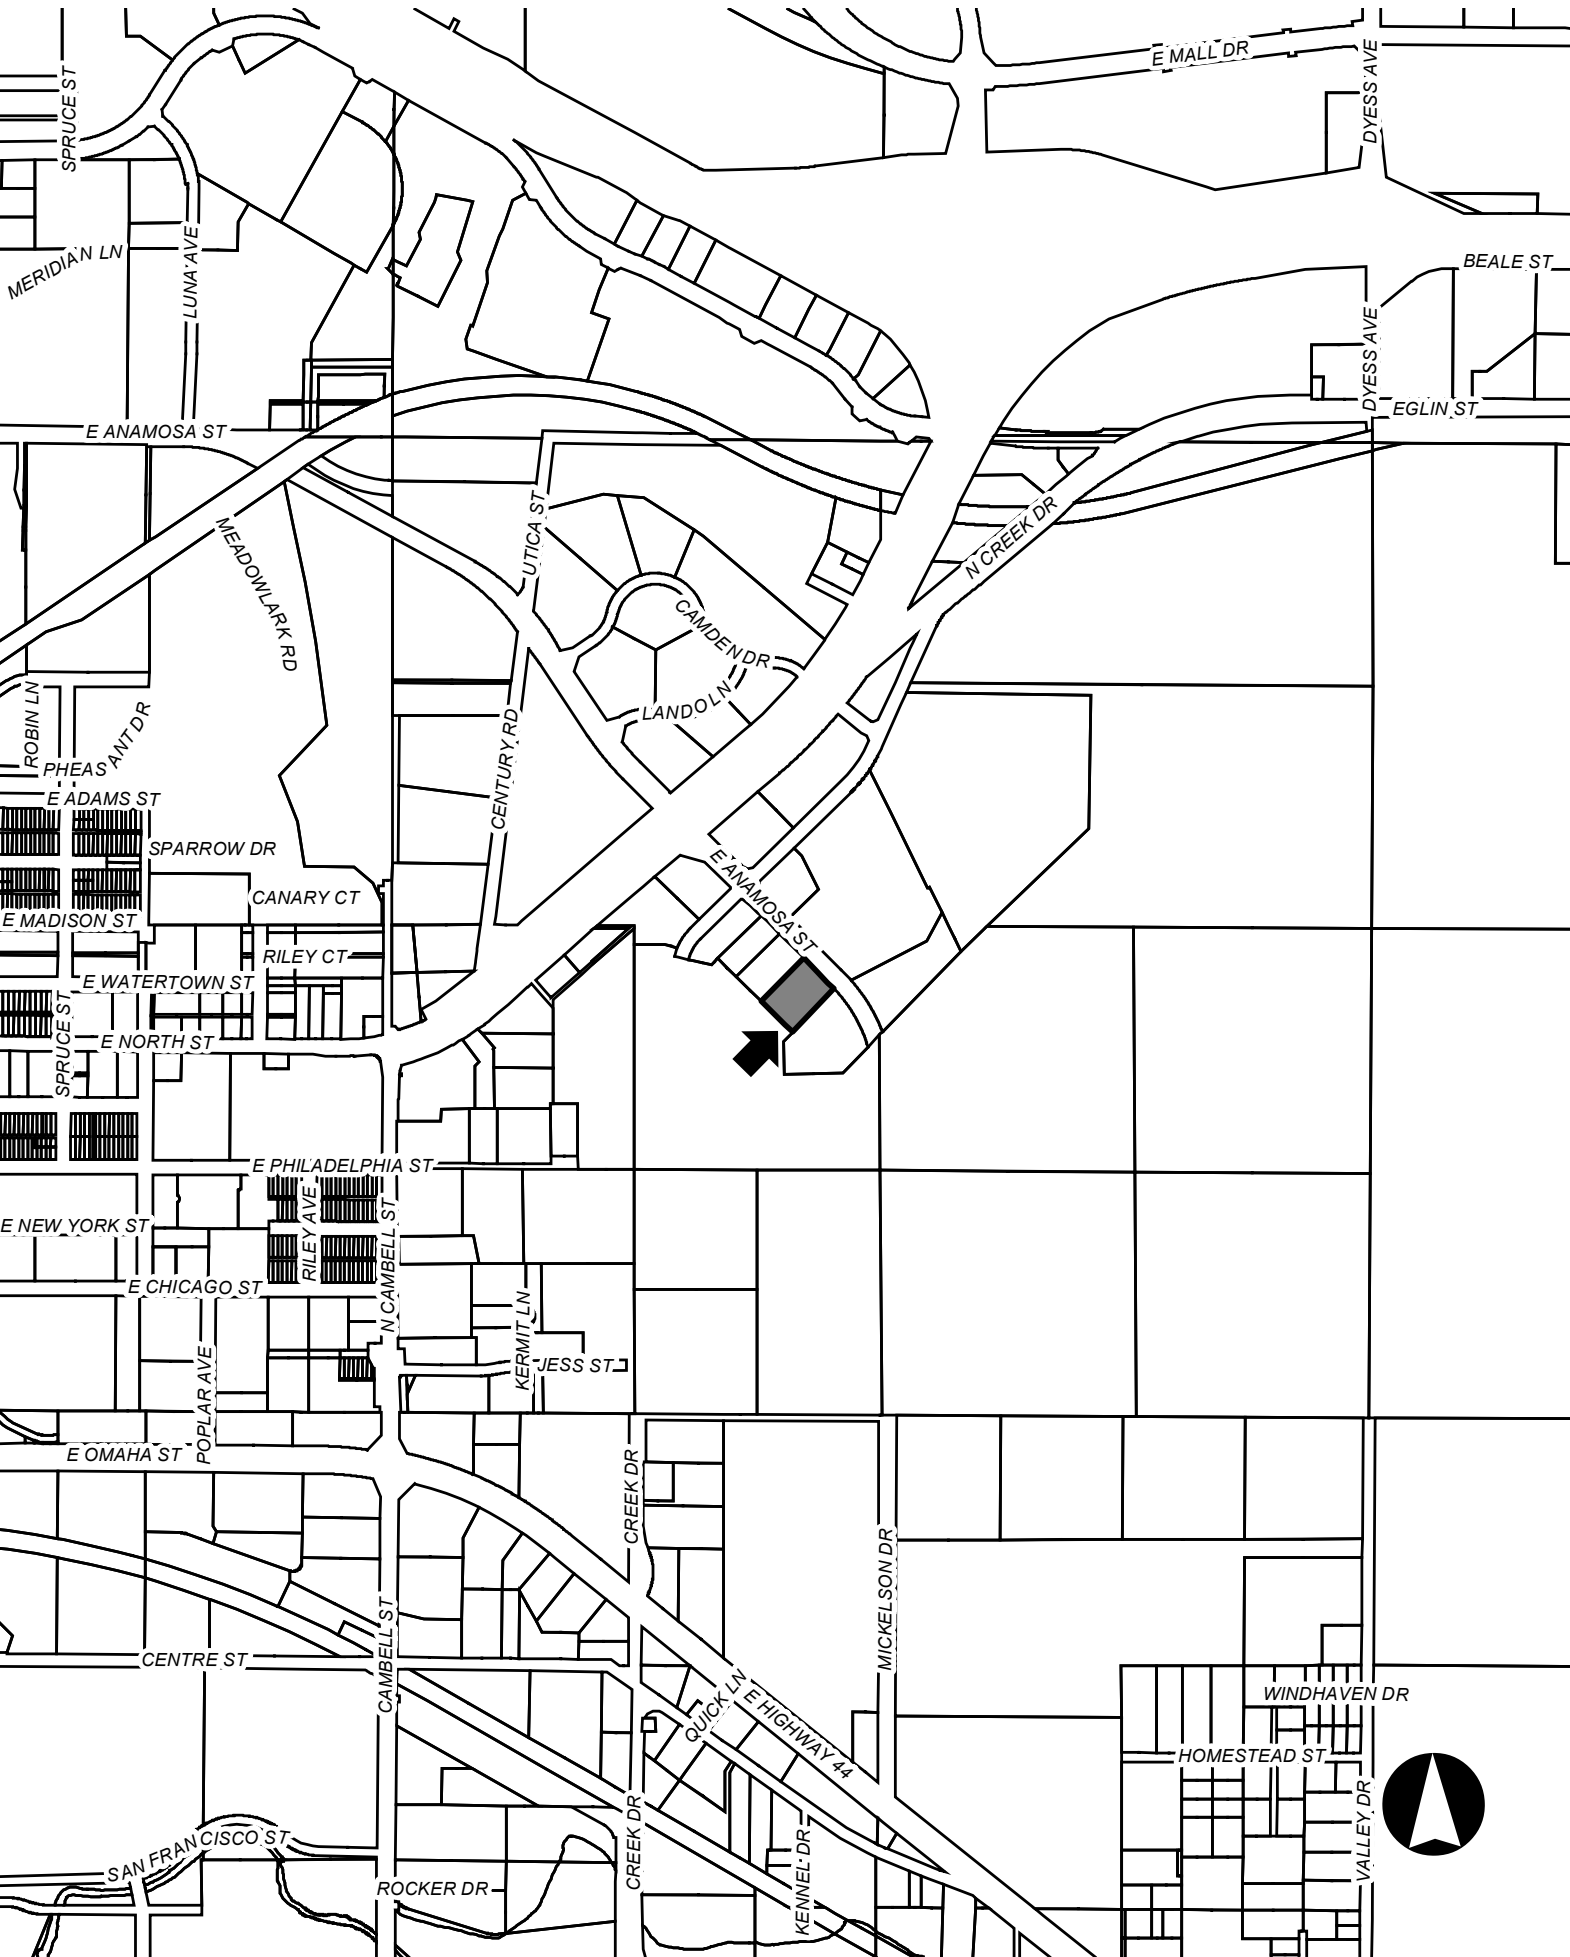 E MALL DR
DYESS AVE
SPRUCE ST
MERIDIAN LN
LUNA AVE
BEALE ST
DYESS AVE
EGLIN ST
E ANAMOSA ST
UTICA ST
N CREEK DR
MEADOWLARK RD
CAMDEN DR
LANDO LN
ROBIN LN
PHEASANT DR
CENTURY RD
E ADAMS ST
SPARROW DR
CANARY CT
E ANAMOSA ST
E MADISON ST
RILEY CT
E WATERTOWN ST
SPRUCE ST
E NORTH ST
E PHILADELPHIA ST
RILEY AVE
N CAMBELL ST
E NEW YORK ST
E CHICAGO ST
KERMIT LN
JESS ST
POPLAR AVE
E OMAHA ST
CREEK DR
MICKELSON DR
CAMBELL ST
CENTRE ST
QUICK LN
E HIGHWAY 44
WINDHAVEN DR
HOMESTEAD ST
VALLEY DR
SAN FRANCISCO ST
CREEK DR
KENNEL DR
ROCKER DR